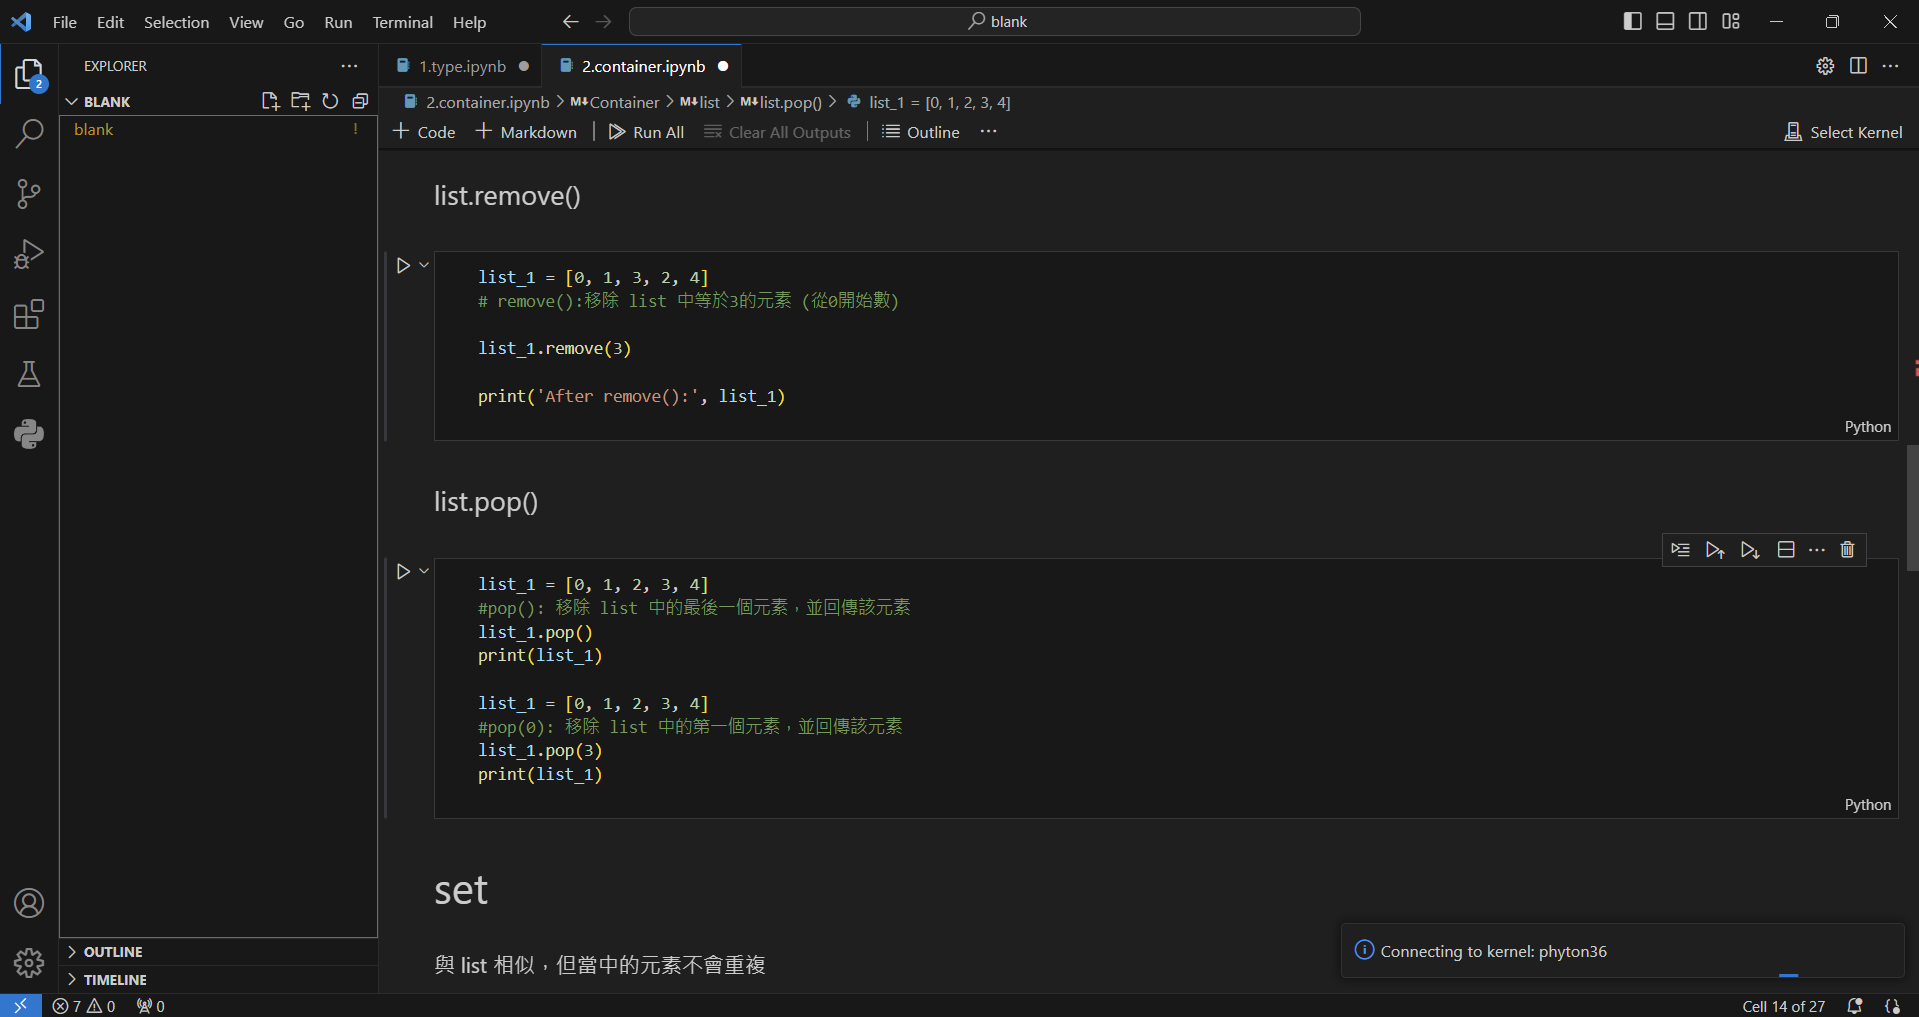 File Edit Selection View Go Run Terminal Help
blank
EXPLORER
BLANK
blank !
2
1.type.ipynb
2.container.ipynb
2.container.ipynb > M↓Container > M↓list > M↓list.pop() > list_1 = [0, 1, 2, 3, 4]
+ Code + Markdown | Run All Clear All Outputs | Outline ...
Select Kernel
list.remove()
list_1 = [0, 1, 3, 2, 4]
# remove():移除 list 中等於3的元素 (從0開始數)
list_1.remove(3)
print('After remove():', list_1)
Python
list.pop()
list_1 = [0, 1, 2, 3, 4]
#pop(): 移除 list 中的最後一個元素，並回傳該元素
list_1.pop()
print(list_1)
list_1 = [0, 1, 2, 3, 4]
#pop(0): 移除 list 中的第一個元素，並回傳該元素
list_1.pop(3)
print(list_1)
Python
set
與 list 相似，但當中的元素不會重複
Connecting to kernel: phyton36
OUTLINE
TIMELINE
7 0 0
Cell 14 of 27